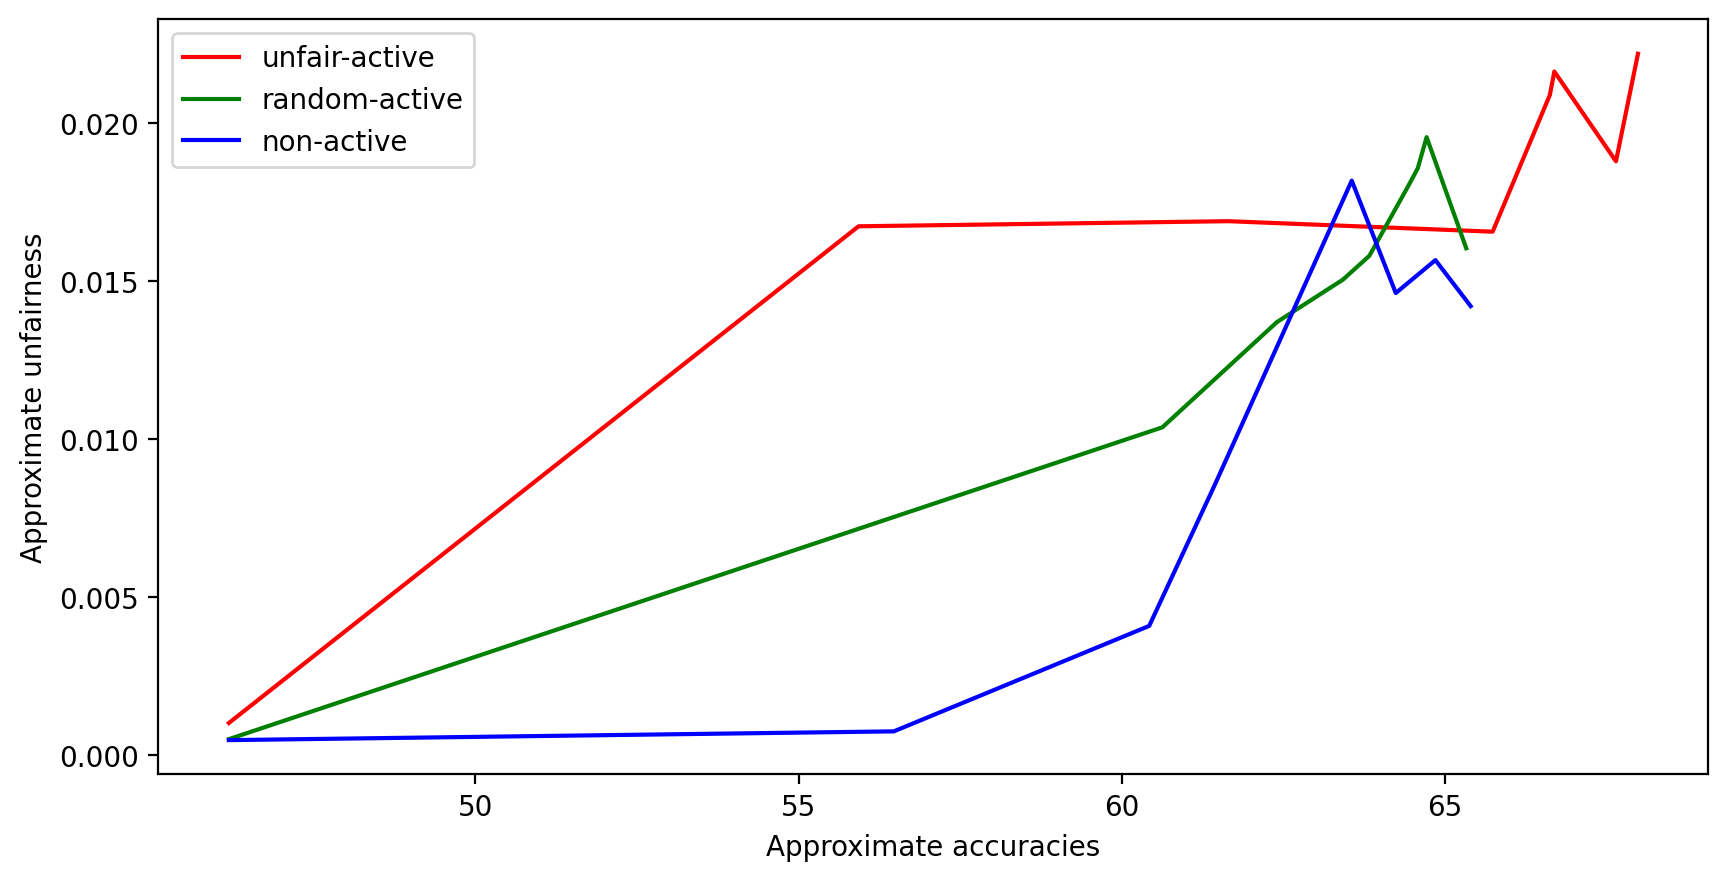 unfair-active
random-active
non-active
0.020
0.015
0.010
0.005
0.000
Approximate unfairness
50 55 60 65
Approximate accuracies